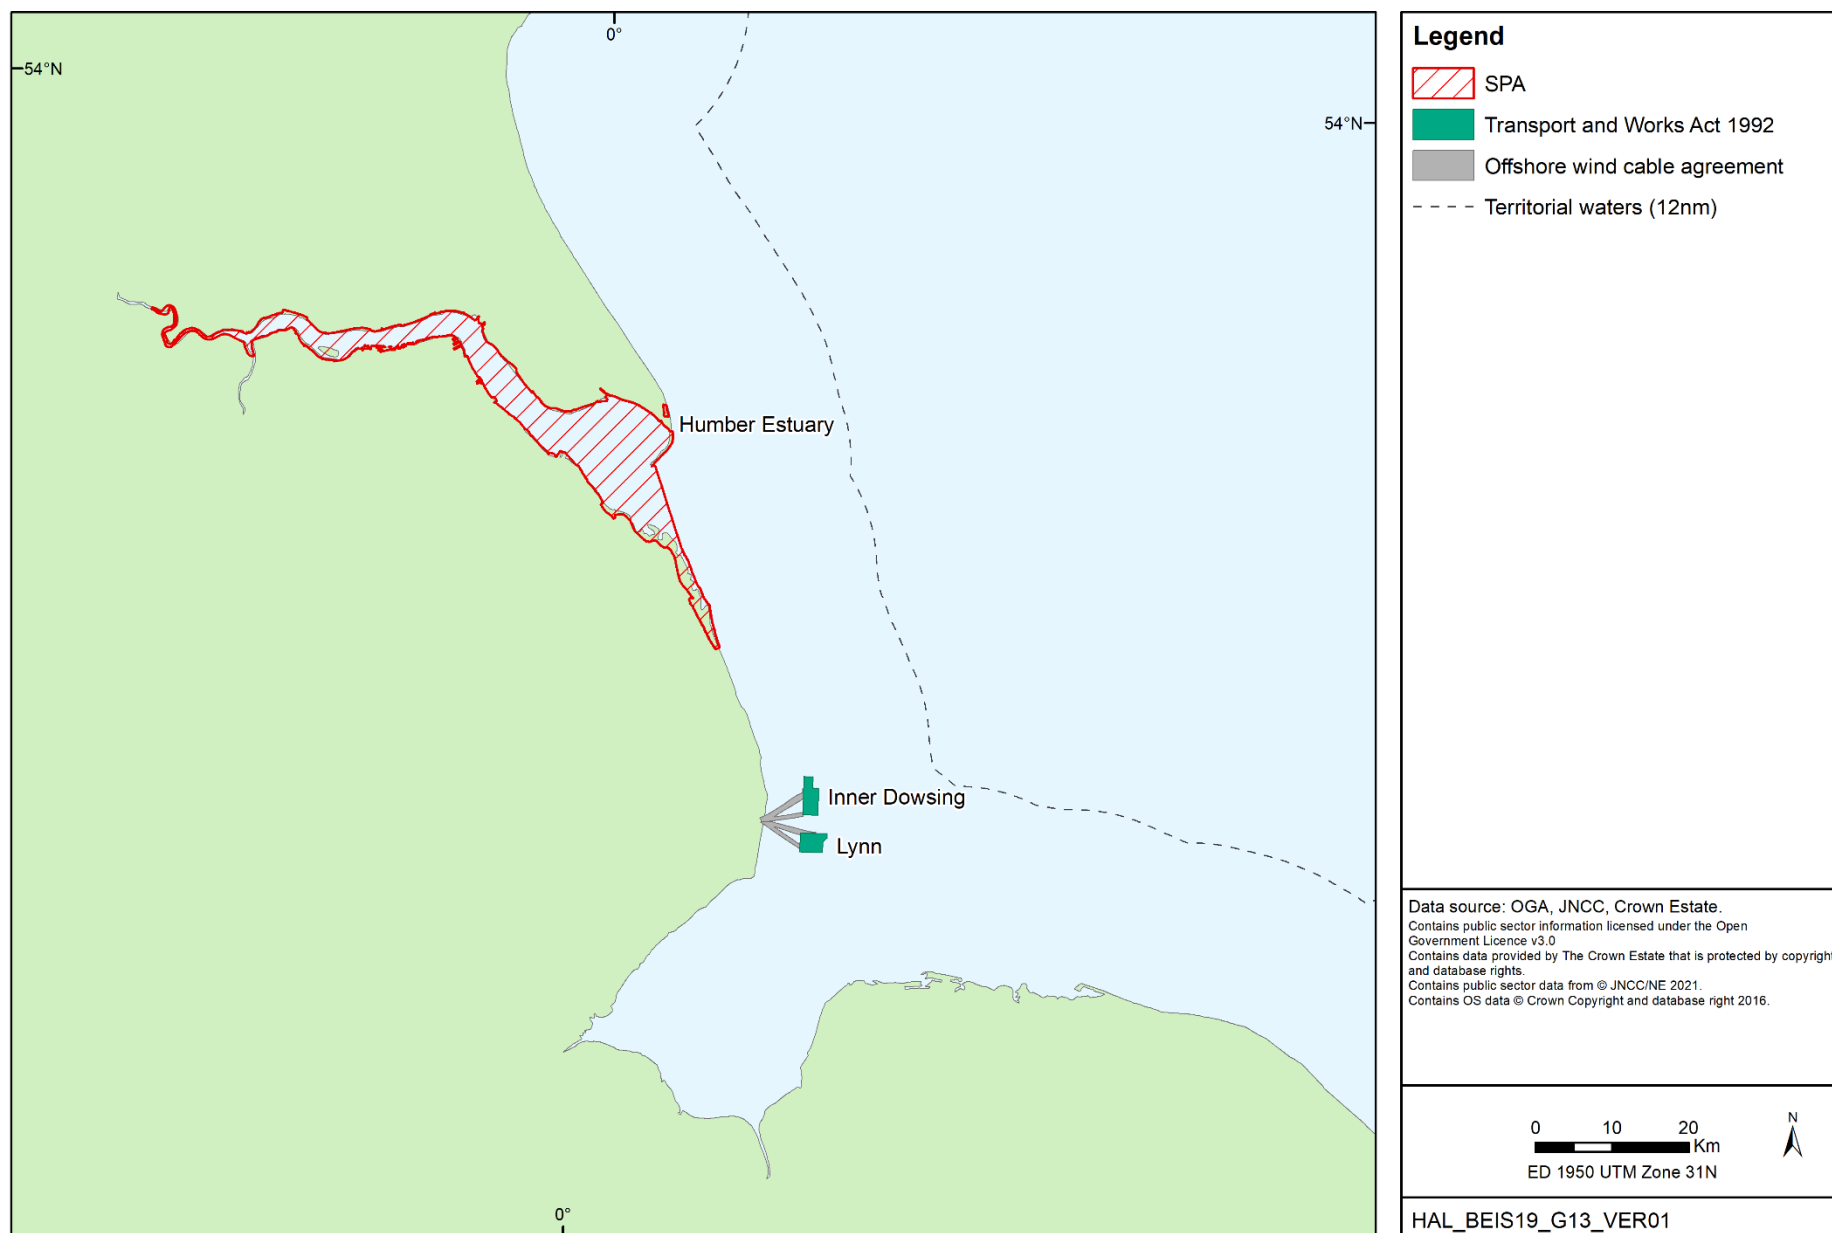 0°
54°N
54°N
Humber Estuary
Inner Dowsing
Lynn
0°
Legend
SPA
Transport and Works Act 1992
Offshore wind cable agreement
Territorial waters (12nm)
Data source: OGA, JNCC, Crown Estate.
Contains public sector information licensed under the Open
Government Licence v3.0
Contains data provided by The Crown Estate that is protected by copyright
and database rights.
Contains public sector data from © JNCC/NE 2021.
Contains OS data © Crown Copyright and database right 2016.
0 10 20
Km
N
ED 1950 UTM Zone 31N
HAL_BEIS19_G13_VER01